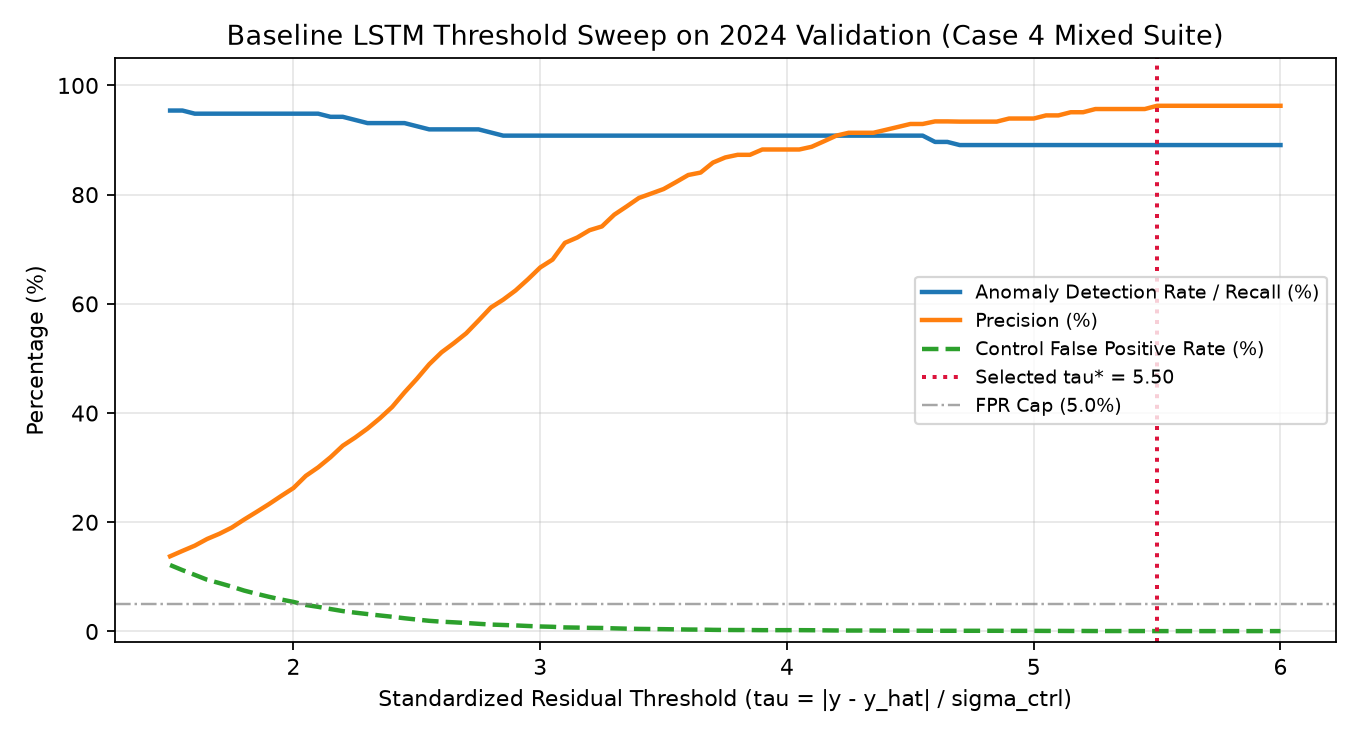 Baseline LSTM Threshold Sweep on 2024 Validation (Case 4 Mixed Suite)
Percentage (%)
100
80
60
40
20
0
Anomaly Detection Rate / Recall (%)
Precision (%)
Control False Positive Rate (%)
Selected tau* = 5.50
FPR Cap (5.0%)
2 3 4 5 6
Standardized Residual Threshold (tau = |y - y_hat| / sigma_ctrl)